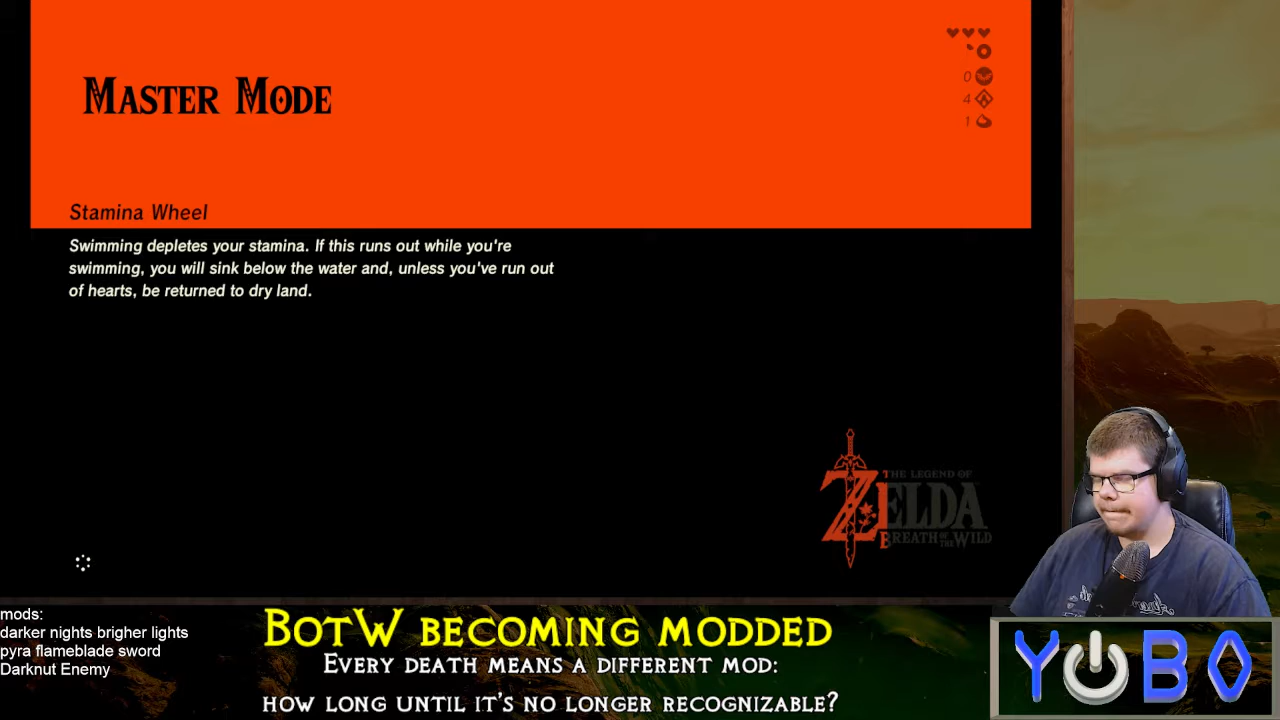 MASTER MODE
0
4
1
Stamina Wheel
Swimming depletes your stamina. If this runs out while you're
swimming, you will sink below the water and, unless you've run out
of hearts, be returned to dry land.
THE LEGEND OF
ZELDA
BREATH OF THE WILD
mods:
darker nights brigher lights
pyra flameblade sword
Darknut Enemy
BOTW BECOMING MODDED
EVERY DEATH MEANS A DIFFERENT MOD:
HOW LONG UNTIL IT'S NO LONGER RECOGNIZABLE?
YUBO